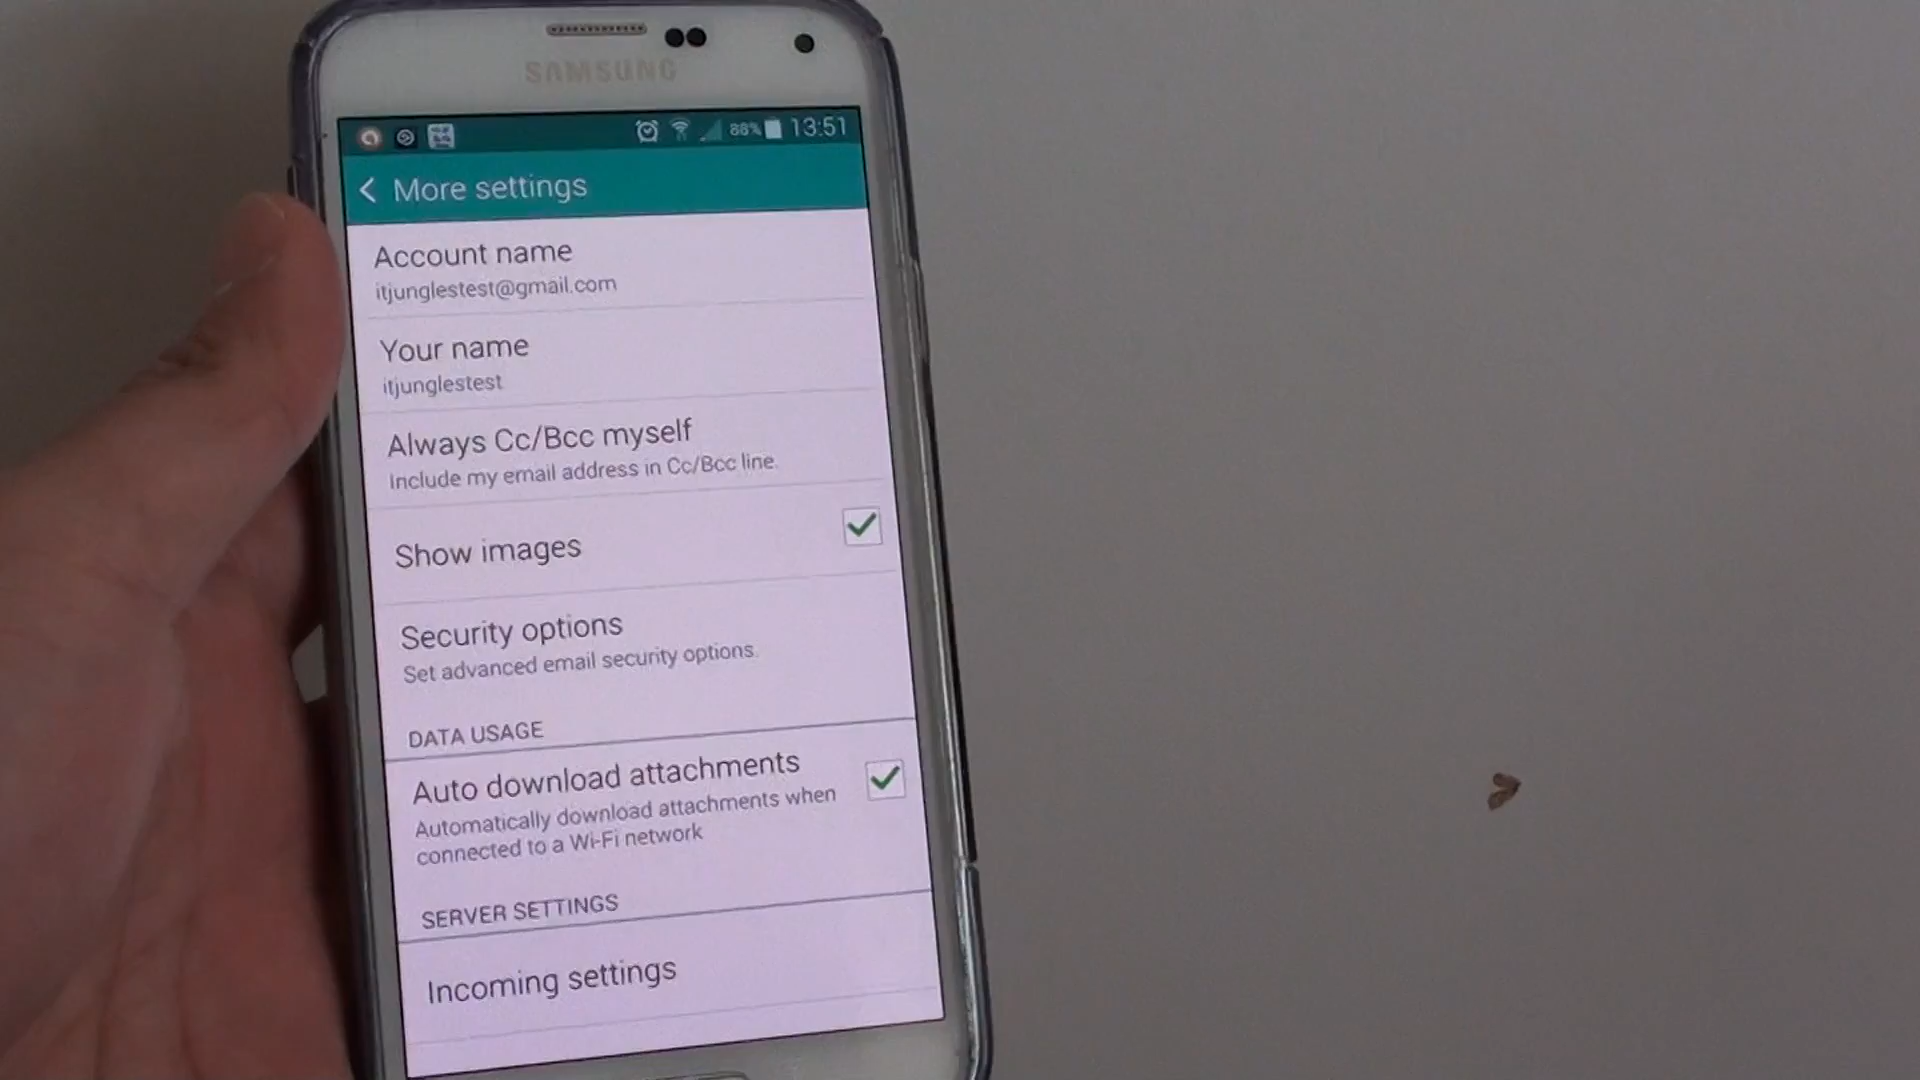 SAMSUNG
88% 13:51
More settings
Account name
itjunglestest@gmail.com
Your name
itjunglestest
Always Cc/Bcc myself
Include my email address in Cc/Bcc line.
Show images
Security options
Set advanced email security options.
DATA USAGE
Auto download attachments
Automatically download attachments when
connected to a Wi-Fi network
SERVER SETTINGS
Incoming settings